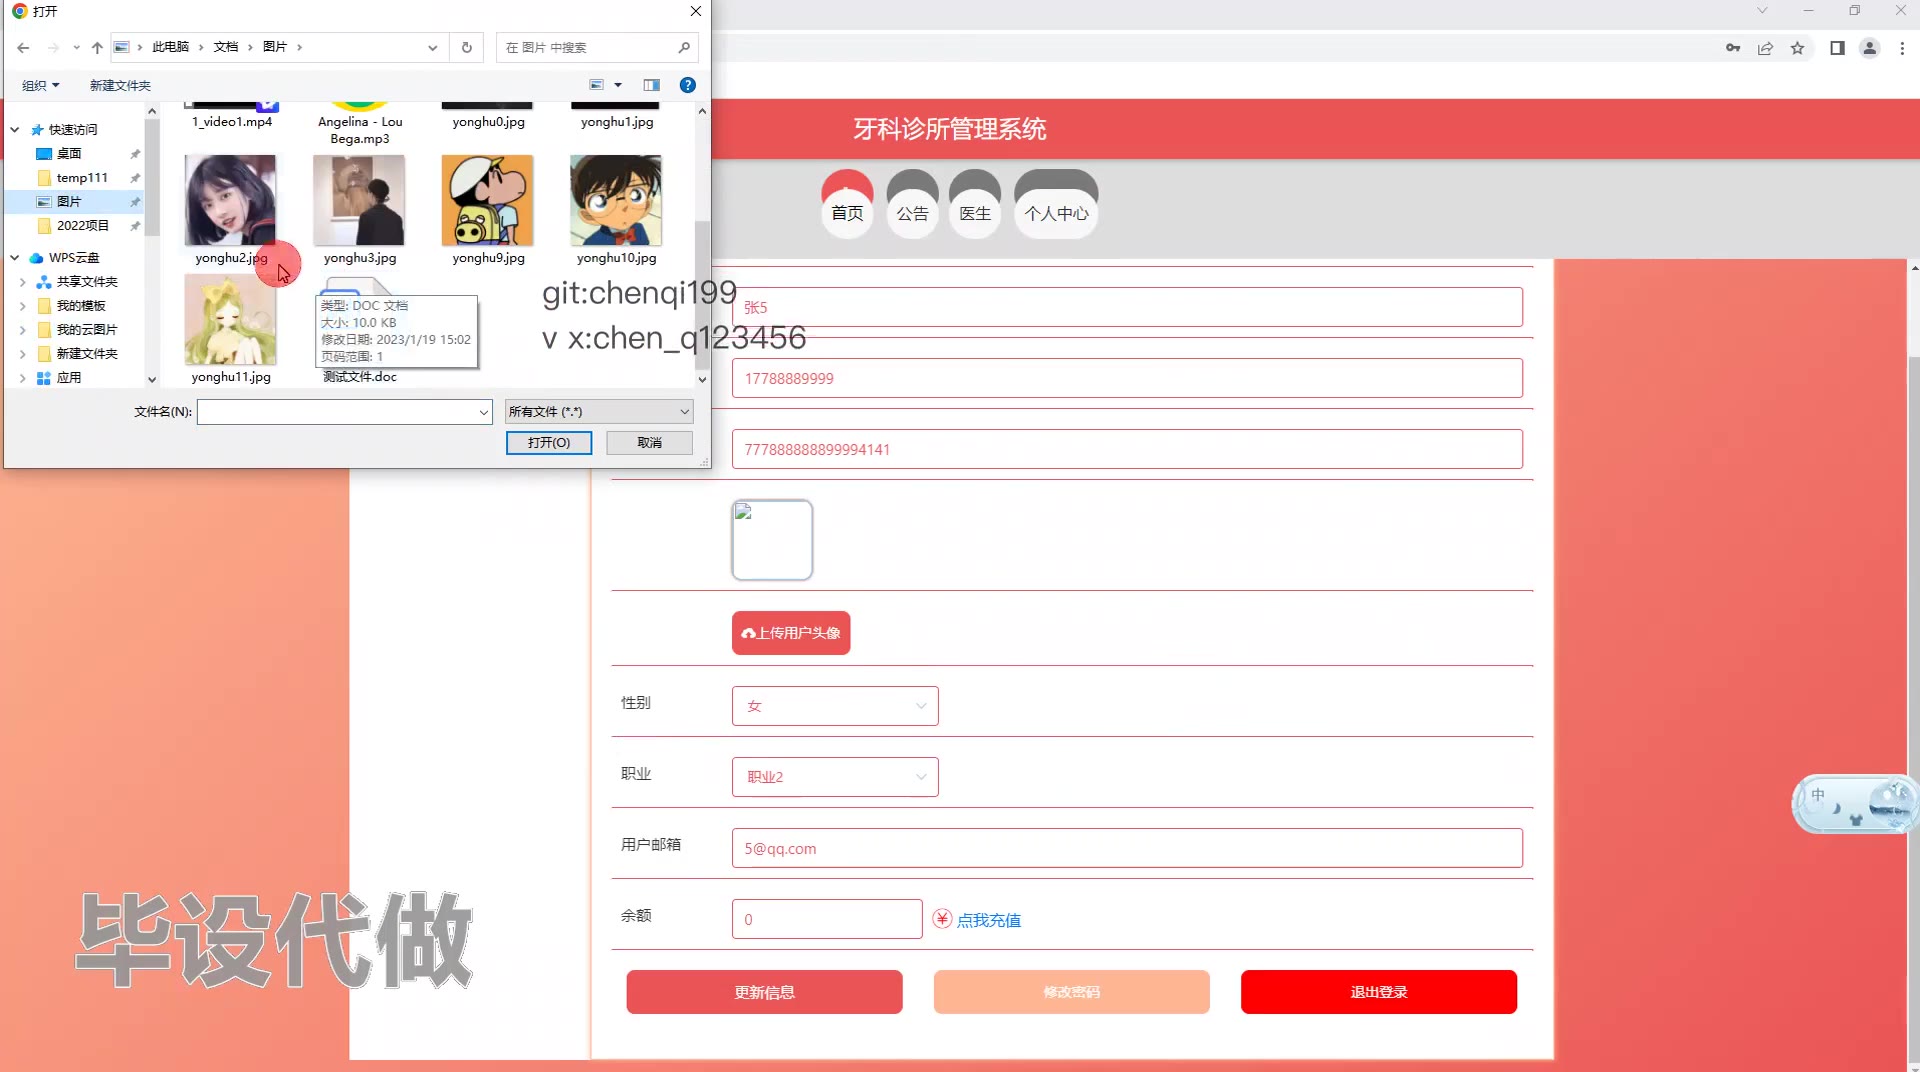 打开
此电脑 › 文档 › 图片 ›
在 图片 中搜索
组织
新建文件夹
快速访问
桌面
temp111
图片
2022项目
WPS云盘
共享文件夹
我的模板
我的云图片
新建文件夹
应用
1_video1.mp4
Angelina - Lou
Bega.mp3
yonghu0.jpg
yonghu1.jpg
yonghu2.jpg
yonghu3.jpg
yonghu9.jpg
yonghu10.jpg
yonghu11.jpg
类型: DOC 文档
大小: 10.0 KB
修改日期: 2023/1/19 15:02
页码范围: 1
测试文件.doc
文件名(N):
所有文件 (*.*)
打开(O)
取消
牙科诊所管理系统
首页
公告
医生
个人中心
git:chenqi199
v x:chen_q123456
张5
17788889999
777888888899994141
上传用户头像
性别
女
职业
职业2
用户邮箱
5@qq.com
余额
0
点我充值
更新信息
修改密码
退出登录
毕设代做
中